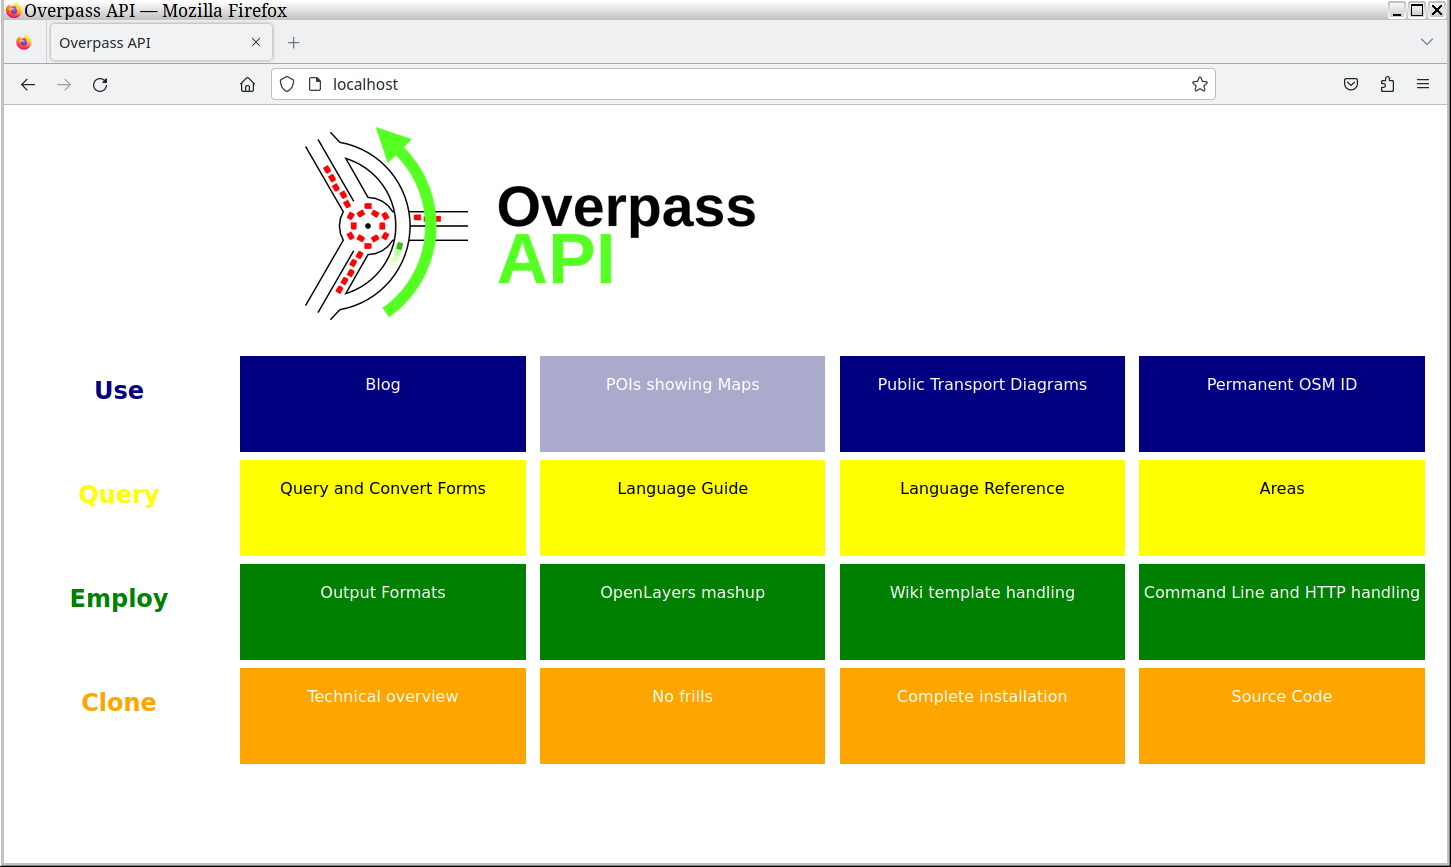 Overpass API — Mozilla Firefox
Overpass API
localhost
Overpass
API
Use
Blog
POIs showing Maps
Public Transport Diagrams
Permanent OSM ID
Query
Query and Convert Forms
Language Guide
Language Reference
Areas
Employ
Output Formats
OpenLayers mashup
Wiki template handling
Command Line and HTTP handling
Clone
Technical overview
No frills
Complete installation
Source Code